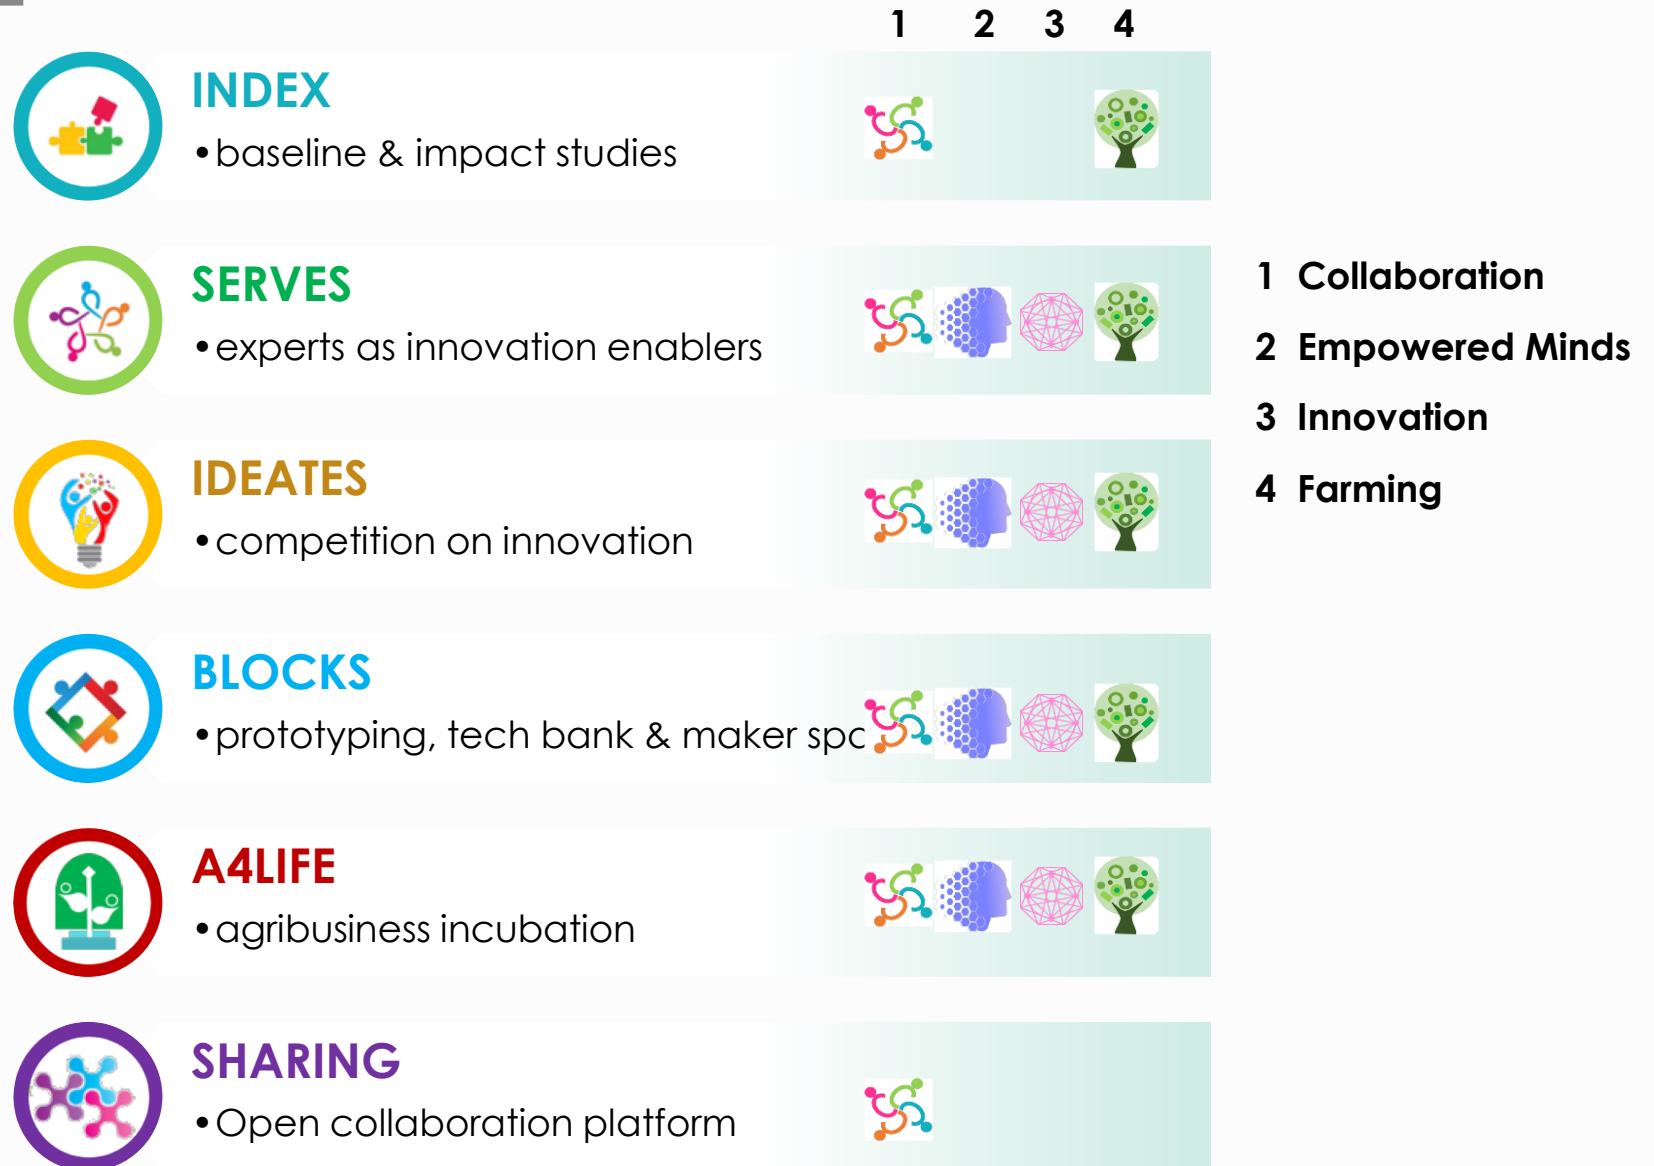 1 2 3 4
INDEX
•baseline & impact studies
SERVES
•experts as innovation enablers
IDEATES
•competition on innovation
BLOCKS
•prototyping, tech bank & maker
A4LIFE
•agribusiness incubation
SHARING
•Open collaboration platform
1 Collaboration
2 Empowered Minds
3 Innovation
4 Farming